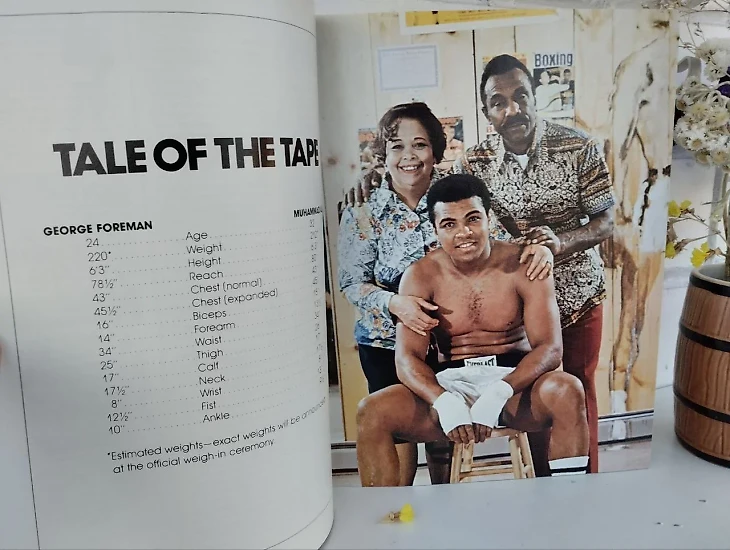 TALE OF THE TAPE
GEORGE FOREMAN
24 Age
220* Weight
6'3" Height
78½" Reach
43" Chest (normal)
45½" Chest (expanded)
16" Biceps
14" Forearm
34" Waist
25" Thigh
17" Calf
17½" Neck
8" Wrist
12½" Fist
10" Ankle
*Estimated weights—exact weights will be
at the official weigh-in ceremony.
Boxing
EVERLAST